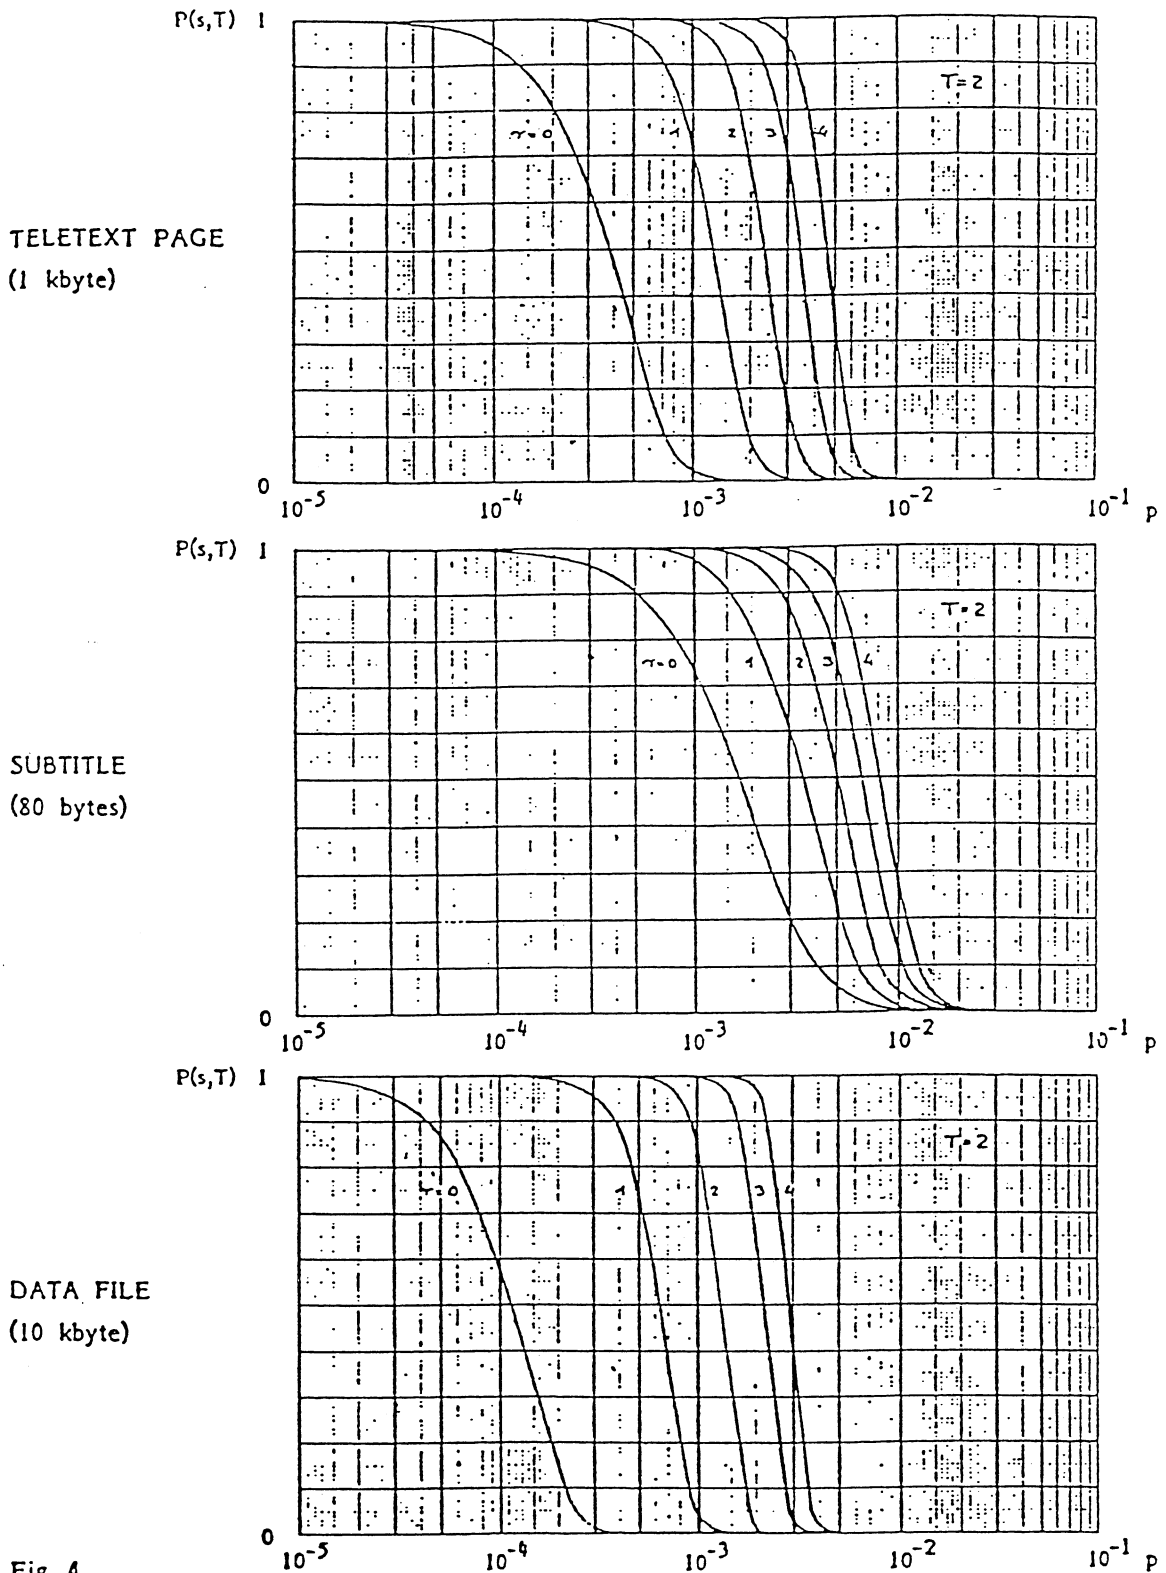 P(s,T) 1
T=2
r=0 1 2 3 4
TELETEXT PAGE
(1 kbyte)
0
10-5 10-4 10-3 10-2 10-1 p
P(s,T) 1
T=2
r=0 1 2 3 4
SUBTITLE
(80 bytes)
0
10-5 10-4 10-3 10-2 10-1 p
P(s,T) 1
T=2
r=0 1 2 3 4
DATA FILE
(10 kbyte)
0
10-5 10-4 10-3 10-2 10-1 p
Fig.